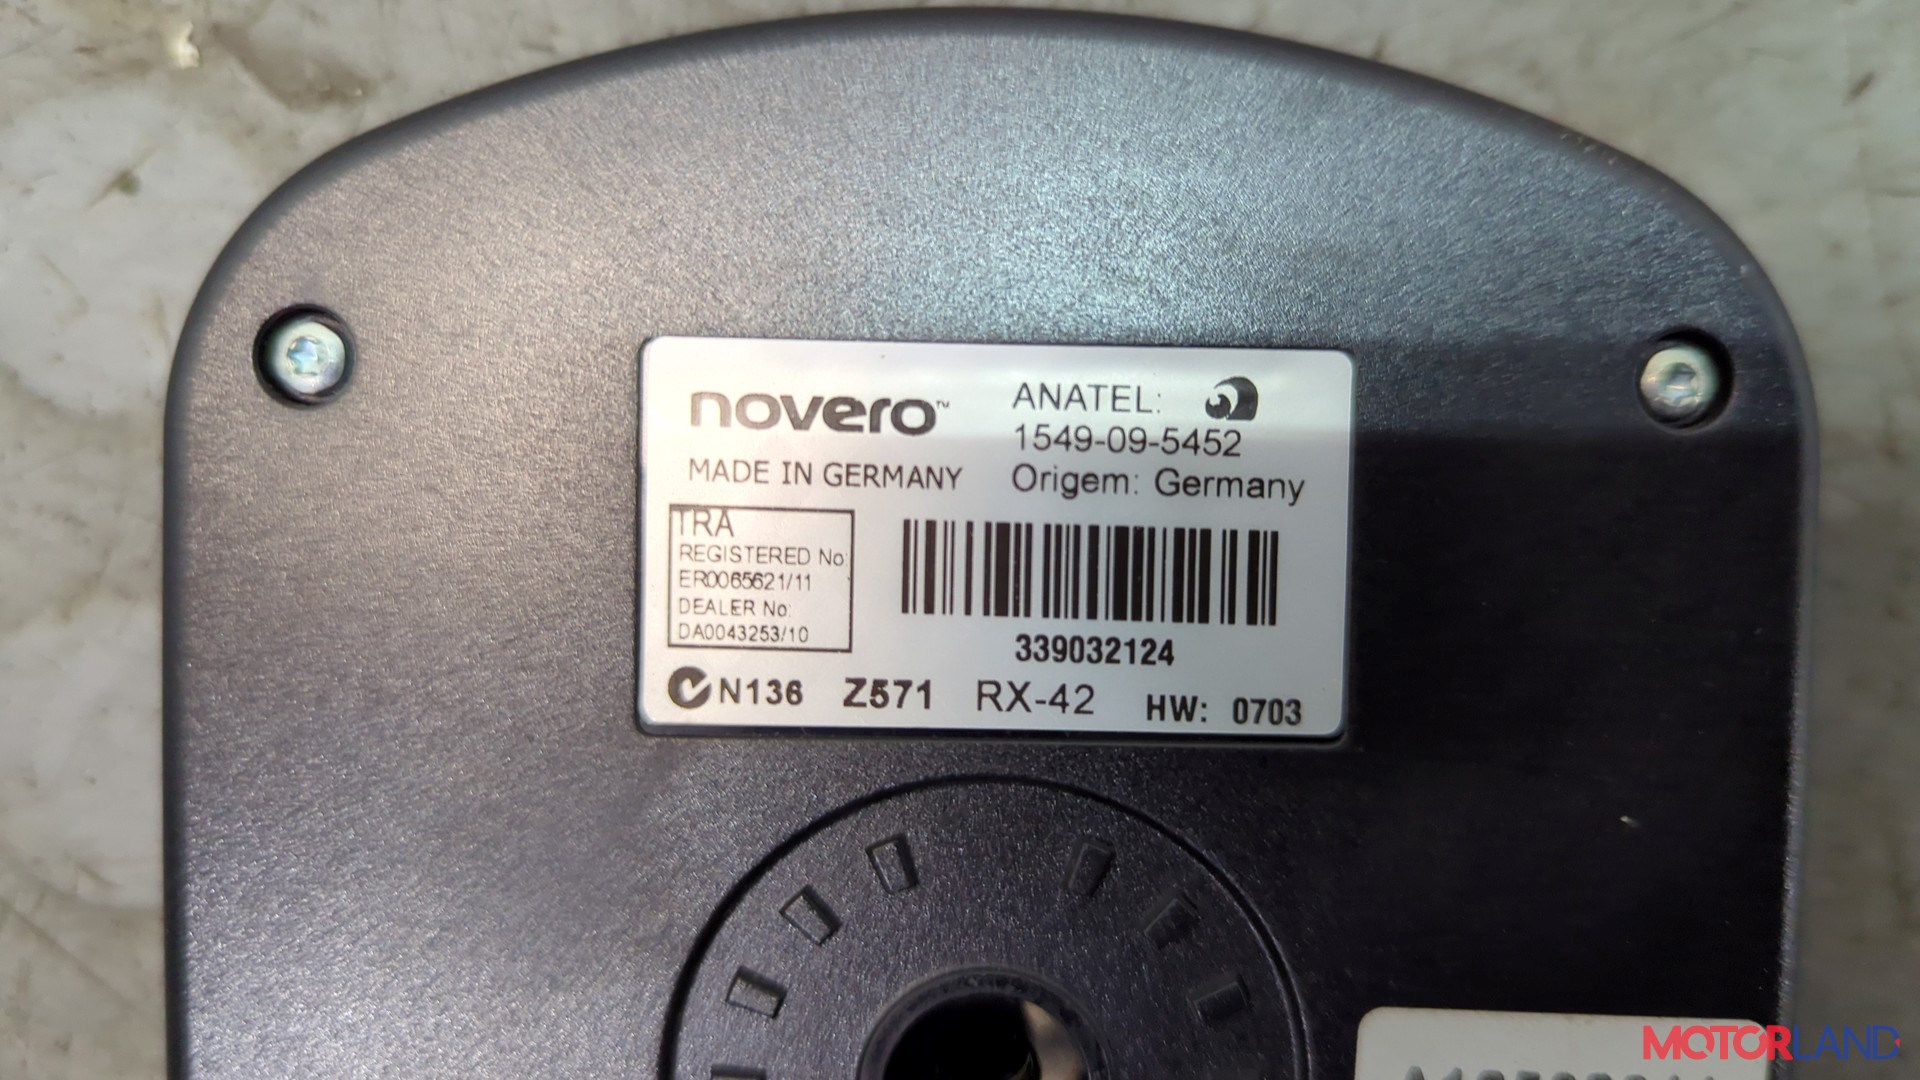 novero™
MADE IN GERMANY
ANATEL:
1549-09-5452
Origem: Germany
TRA
REGISTERED No:
ER0065621/11
DEALER No:
DA0043253/10
339032124
N136 Z571 RX-42 HW: 0703
MOTORLAND